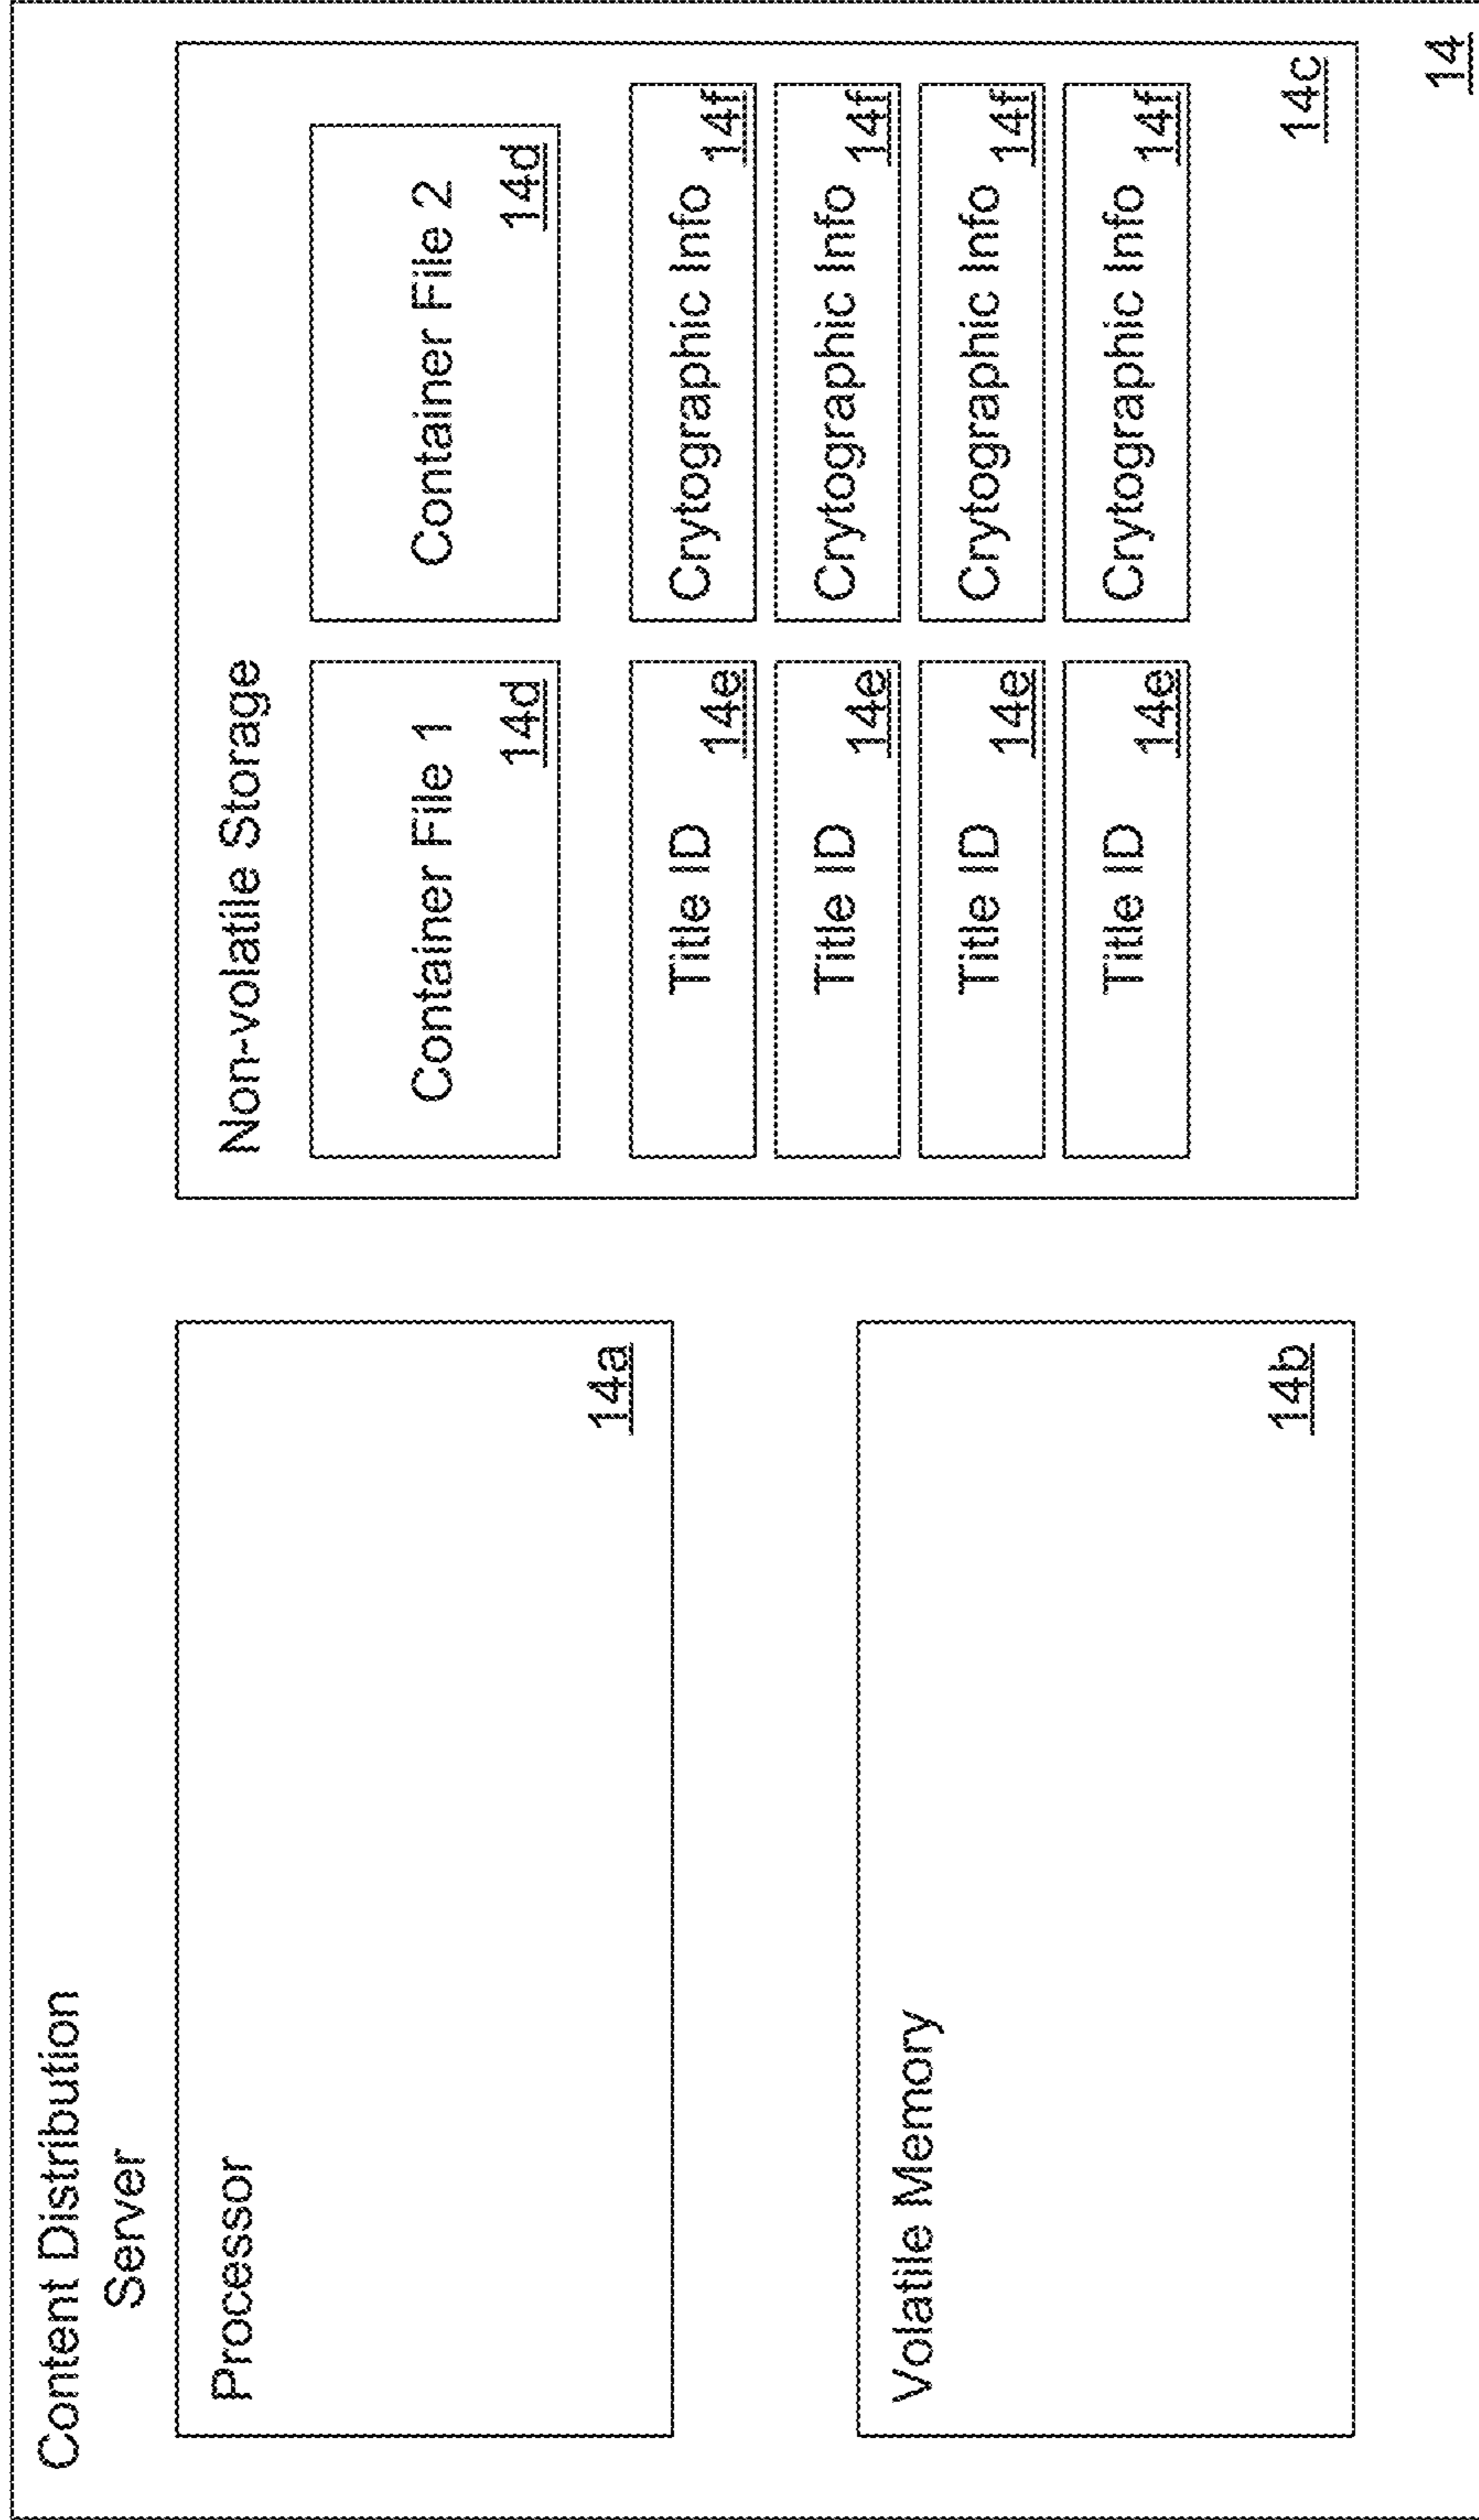 Content Distribution
Server
Processor
14a
Volatile Memory
14b
Non-volatile Storage
Container File 1
14d
Container File 2
14d
Title ID
14e
Crytographic Info
14f
Title ID
14e
Crytographic Info
14f
Title ID
14e
Crytographic Info
14f
Title ID
14e
Crytographic Info
14f
14c
14